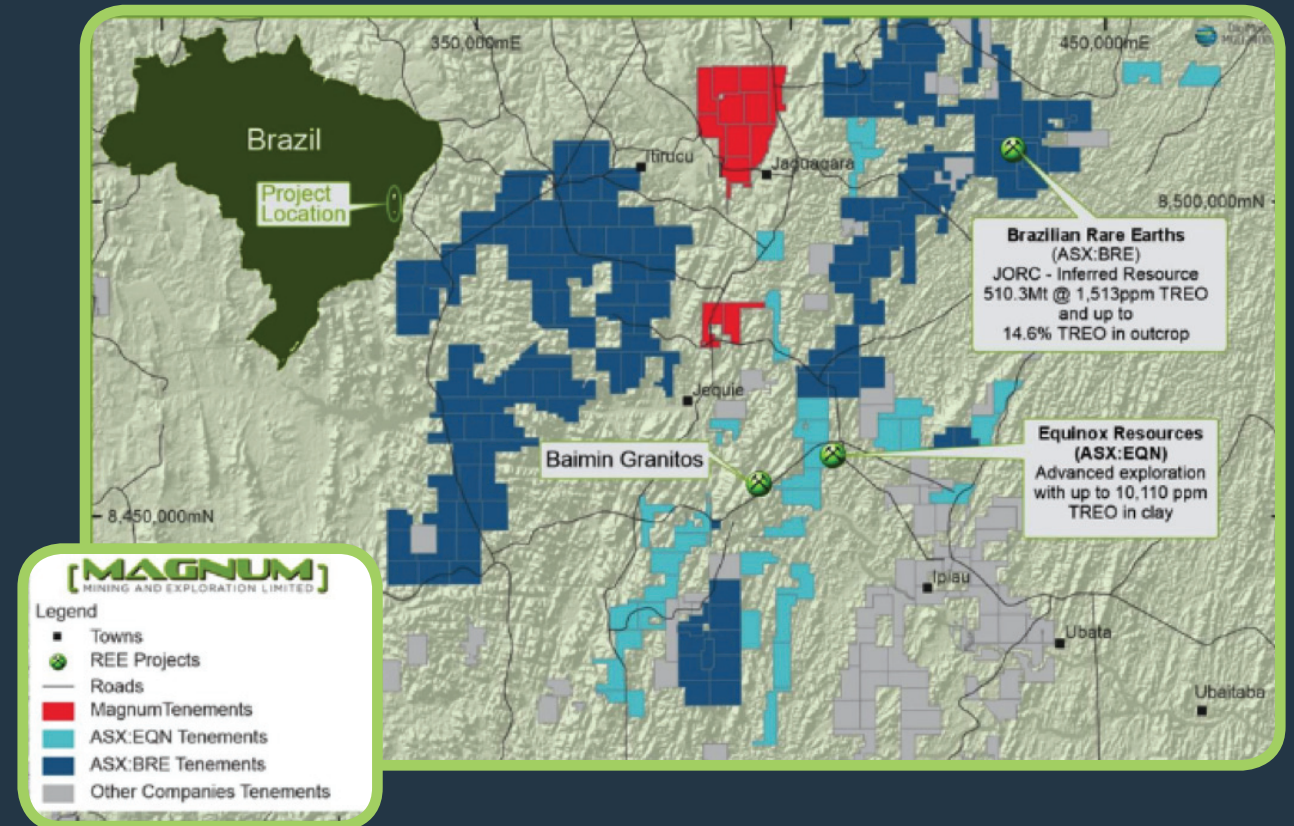 350,000mE
450,000mE
Brazil
Project
Location
Itirucu
Jaguaqara
8,500,000mN
Brazilian Rare Earths
(ASX:BRE)
JORC - Inferred Resource
510.3Mt @ 1,513ppm TREO
and up to
14.6% TREO in outcrop
Jequie
Baimin Granitos
Equinox Resources
(ASX:EQN)
Advanced exploration
with up to 10,110 ppm
TREO in clay
8,450,000mN
Ipiau
Ubata
Ubaitaba
[MAGNUM]
MINING AND EXPLORATION LIMITED
Legend
Towns
REE Projects
Roads
MagnumTenements
ASX:EQN Tenements
ASX:BRE Tenements
Other Companies Tenements